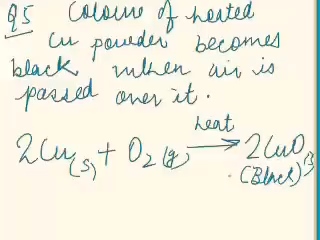 Q5 Colour of heated
Cu powder becomes
black when air is
passed over it.
heat
2Cu(s) + O2(g) → 2CuO(s)
(Black)